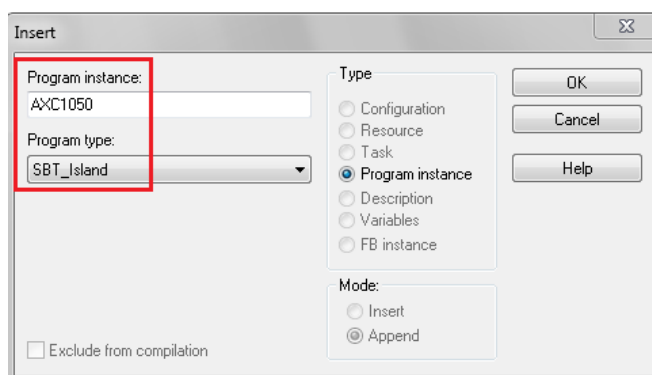 Insert
Program instance:
AXC1050
Program type:
SBT_Island
Exclude from compilation
Type
Configuration
Resource
Task
Program instance
Description
Variables
FB instance
Mode:
Insert
Append
OK
Cancel
Help